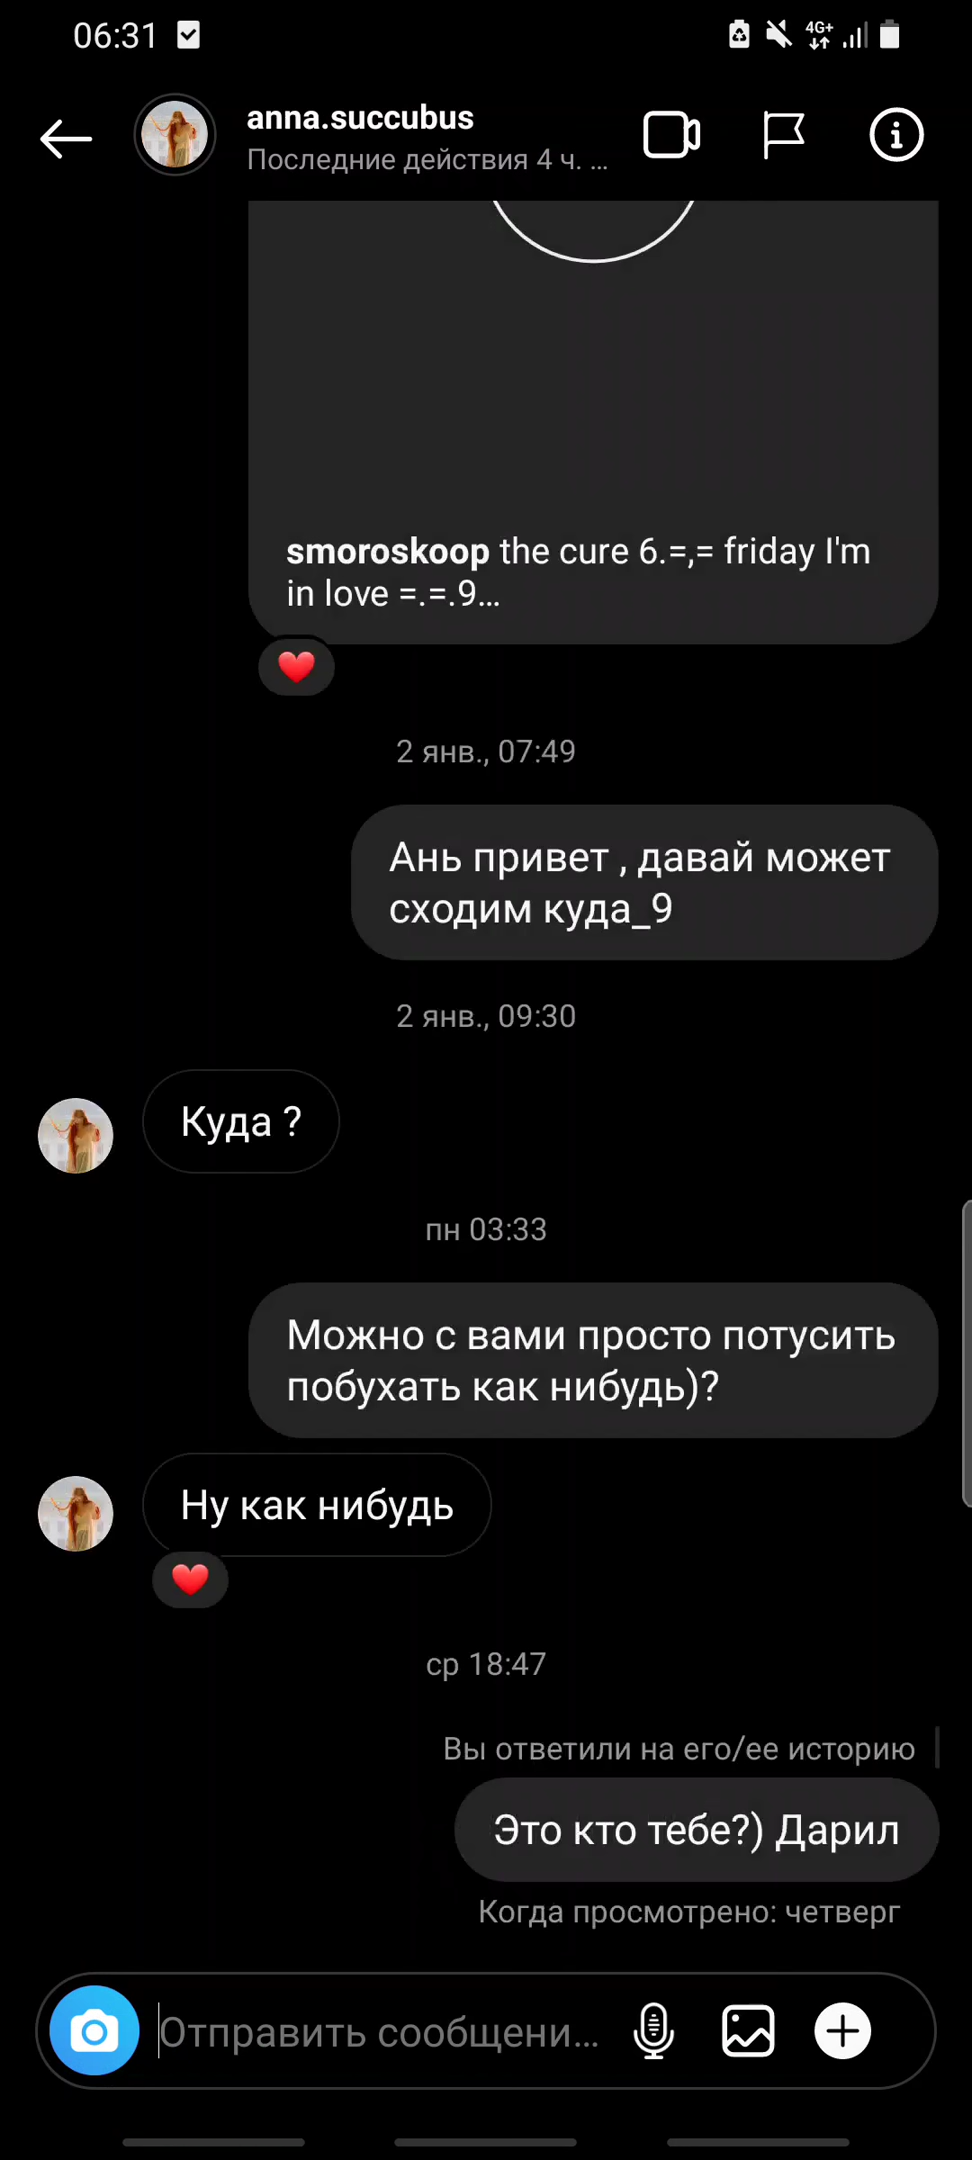 06:31
4G+
anna.succubus
Последние действия 4 ч. ...
smoroskoop the cure 6.=,= friday I'm
in love =.=.9...
2 янв., 07:49
Ань привет , давай может
сходим куда_9
2 янв., 09:30
Куда ?
пн 03:33
Можно с вами просто потусить
побухать как нибудь)?
Ну как нибудь
ср 18:47
Вы ответили на его/ее историю
Это кто тебе?) Дарил
Когда просмотрено: четверг
Отправить сообщени...